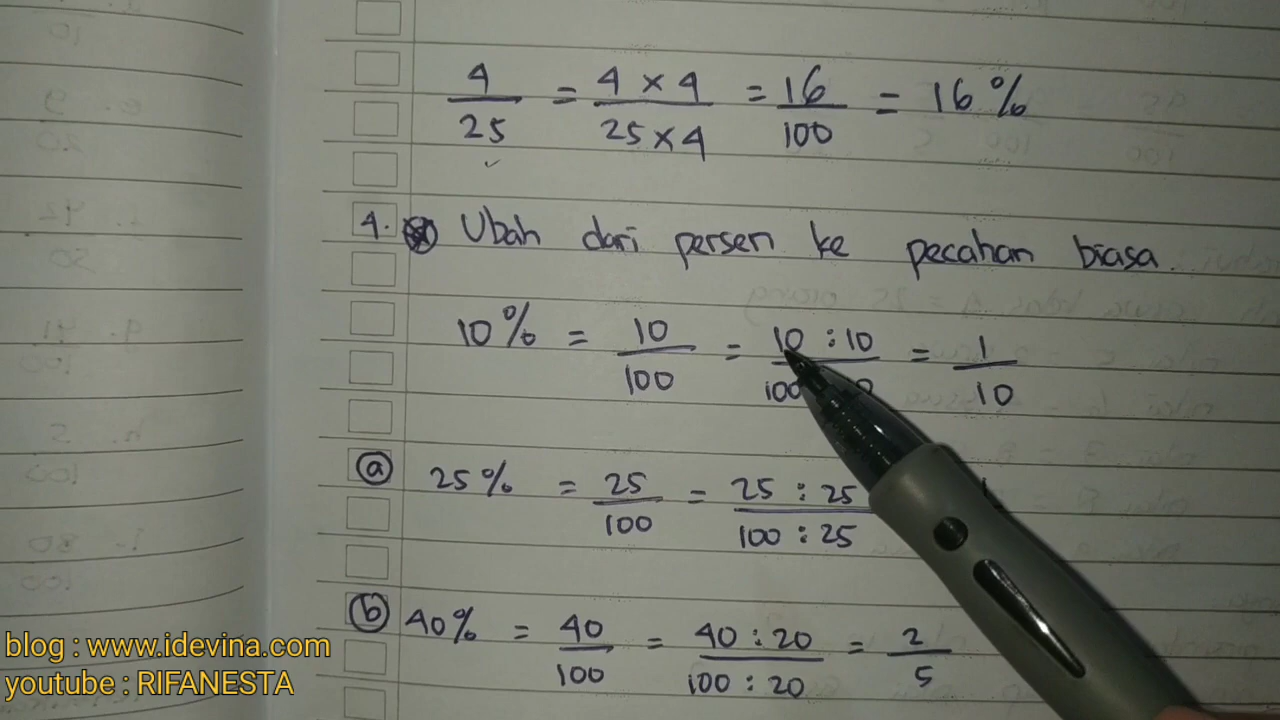 4/25 = 4 × 4/25 × 4 = 16/100 = 16%
4. Ubah dari persen ke pecahan biasa.
10% = 10/100 = 10 : 10/100 = 1/10
a 25% = 25/100 = 25 : 25/100 : 25
b 40% = 40/100 = 40 : 20/100 : 20 = 2/5
blog : www.idevina.com
youtube : RIFANESTA